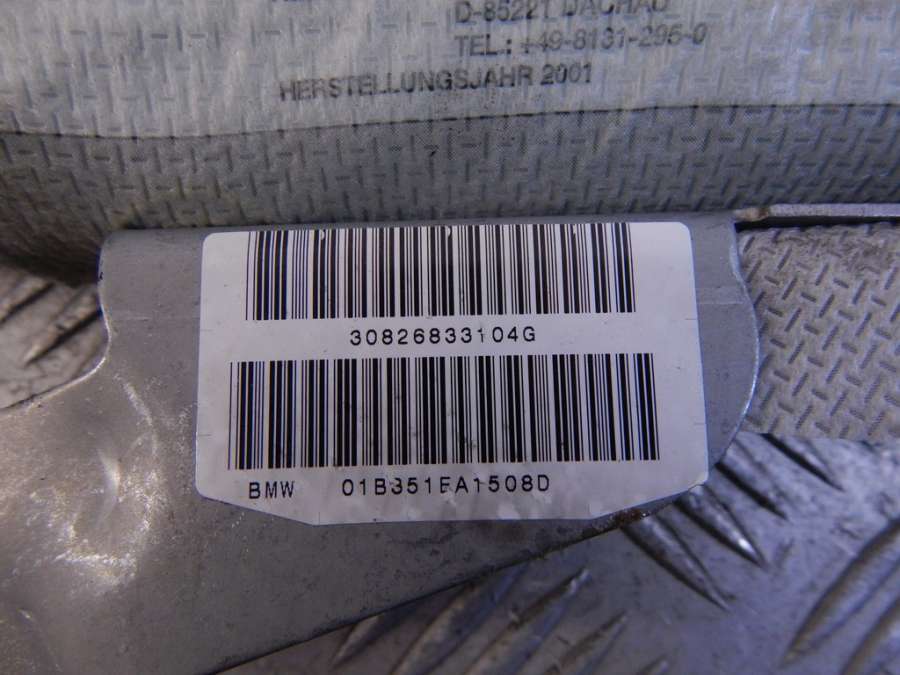 D-85221 DACHAU
TEL.: +49-8131-295-0
HERSTELLUNGSJAHR 2001
30826833104G
BMW 01B351EA1508D